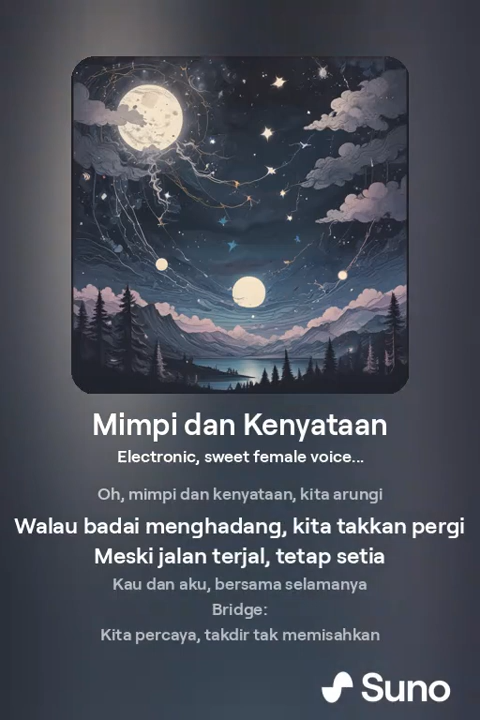 Mimpi dan Kenyataan
Electronic, sweet female voice...
Oh, mimpi dan kenyataan, kita arungi
Walau badai menghadang, kita takkan pergi
Meski jalan terjal, tetap setia
Kau dan aku, bersama selamanya
Bridge:
Kita percaya, takdir tak memisahkan
Suno